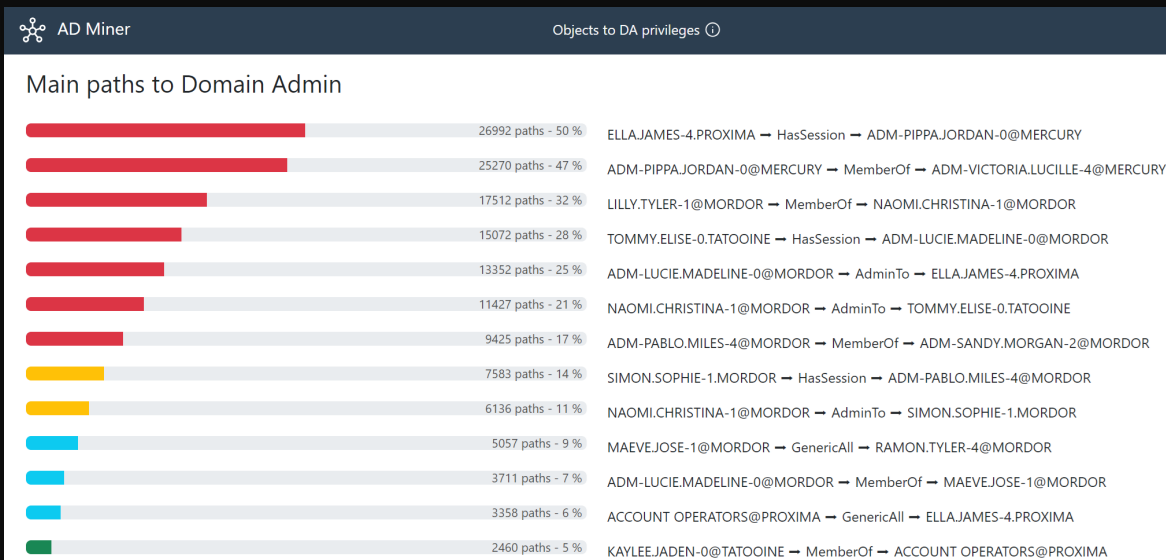 AD Miner
Objects to DA privileges
Main paths to Domain Admin
26992 paths - 50 % ELLA.JAMES-4.PROXIMA ➞ HasSession ➞ ADM-PIPPA.JORDAN-0@MERCURY
25270 paths - 47 % ADM-PIPPA.JORDAN-0@MERCURY ➞ MemberOf ➞ ADM-VICTORIA.LUCILLE-4@MERCURY
17512 paths - 32 % LILLY.TYLER-1@MORDOR ➞ MemberOf ➞ NAOMI.CHRISTINA-1@MORDOR
15072 paths - 28 % TOMMY.ELISE-0.TATOOINE ➞ HasSession ➞ ADM-LUCIE.MADELINE-0@MORDOR
13352 paths - 25 % ADM-LUCIE.MADELINE-0@MORDOR ➞ AdminTo ➞ ELLA.JAMES-4.PROXIMA
11427 paths - 21 % NAOMI.CHRISTINA-1@MORDOR ➞ AdminTo ➞ TOMMY.ELISE-0.TATOOINE
9425 paths - 17 % ADM-PABLO.MILES-4@MORDOR ➞ MemberOf ➞ ADM-SANDY.MORGAN-2@MORDOR
7583 paths - 14 % SIMON.SOPHIE-1.MORDOR ➞ HasSession ➞ ADM-PABLO.MILES-4@MORDOR
6136 paths - 11 % NAOMI.CHRISTINA-1@MORDOR ➞ AdminTo ➞ SIMON.SOPHIE-1.MORDOR
5057 paths - 9 % MAEVE.JOSE-1@MORDOR ➞ GenericAll ➞ RAMON.TYLER-4@MORDOR
3711 paths - 7 % ADM-LUCIE.MADELINE-0@MORDOR ➞ MemberOf ➞ MAEVE.JOSE-1@MORDOR
3358 paths - 6 % ACCOUNT OPERATORS@PROXIMA ➞ GenericAll ➞ ELLA.JAMES-4.PROXIMA
2460 paths - 5 % KAYLEE.JADEN-0@TATOOINE ➞ MemberOf ➞ ACCOUNT OPERATORS@PROXIMA